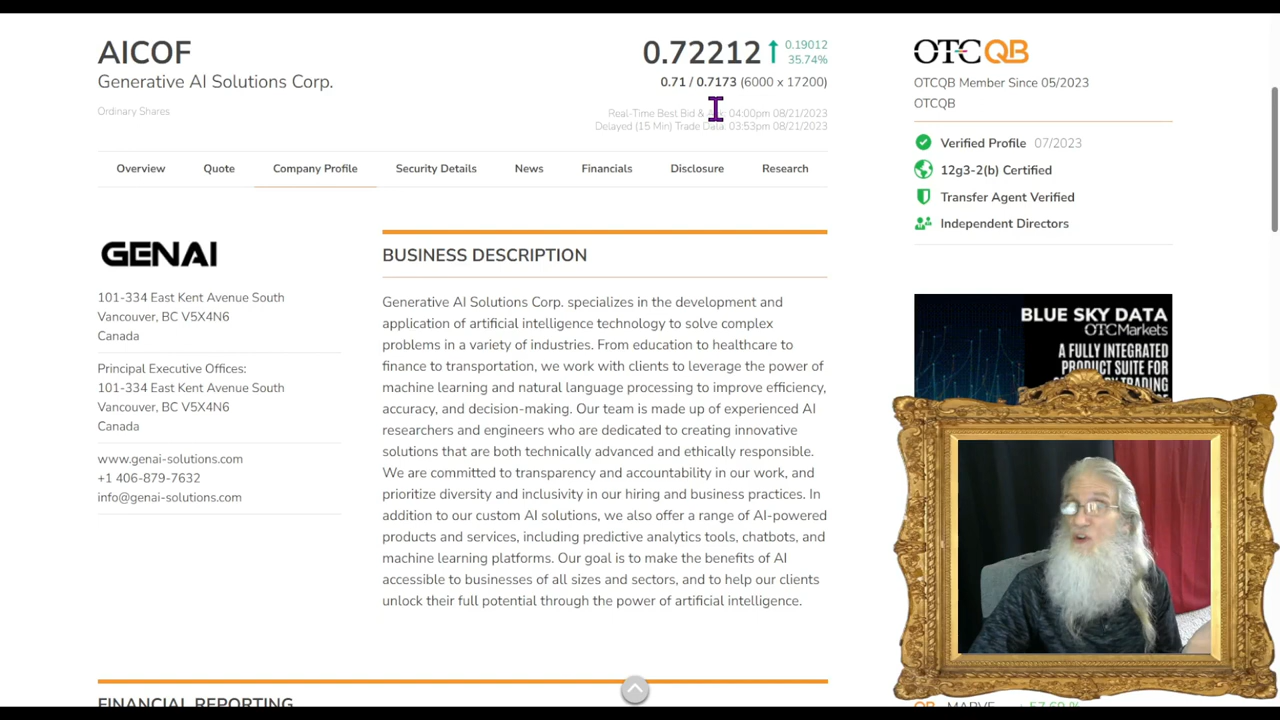 AICOF
Generative AI Solutions Corp.
Ordinary Shares
0.72212 0.19012
35.74%
0.71 / 0.7173 (6000 x 17200)
Real-Time Best Bid & Ask: 04:00pm 08/21/2023
Delayed (15 Min) Trade Data: 03:53pm 08/21/2023
OTCQB
OTCQB Member Since 05/2023
OTCQB
Verified Profile 07/2023
12g3-2(b) Certified
Transfer Agent Verified
Independent Directors
Overview Quote Company Profile Security Details News Financials Disclosure Research
GENAI
101-334 East Kent Avenue South
Vancouver, BC V5X4N6
Canada
Principal Executive Offices:
101-334 East Kent Avenue South
Vancouver, BC V5X4N6
Canada
www.genai-solutions.com
+1 406-879-7632
info@genai-solutions.com
BUSINESS DESCRIPTION
Generative AI Solutions Corp. specializes in the development and
application of artificial intelligence technology to solve complex
problems in a variety of industries. From education to healthcare to
finance to transportation, we work with clients to leverage the power of
machine learning and natural language processing to improve efficiency,
accuracy, and decision-making. Our team is made up of experienced AI
researchers and engineers who are dedicated to creating innovative
solutions that are both technically advanced and ethically responsible.
We are committed to transparency and accountability in our work, and
prioritize diversity and inclusivity in our hiring and business practices. In
addition to our custom AI solutions, we also offer a range of AI-powered
products and services, including predictive analytics tools, chatbots, and
machine learning platforms. Our goal is to make the benefits of AI
accessible to businesses of all sizes and sectors, and to help our clients
unlock their full potential through the power of artificial intelligence.
BLUE SKY DATA
OTCMarkets
A FULLY INTEGRATED
PRODUCT SUITE FOR
FINANCIAL REPORTING